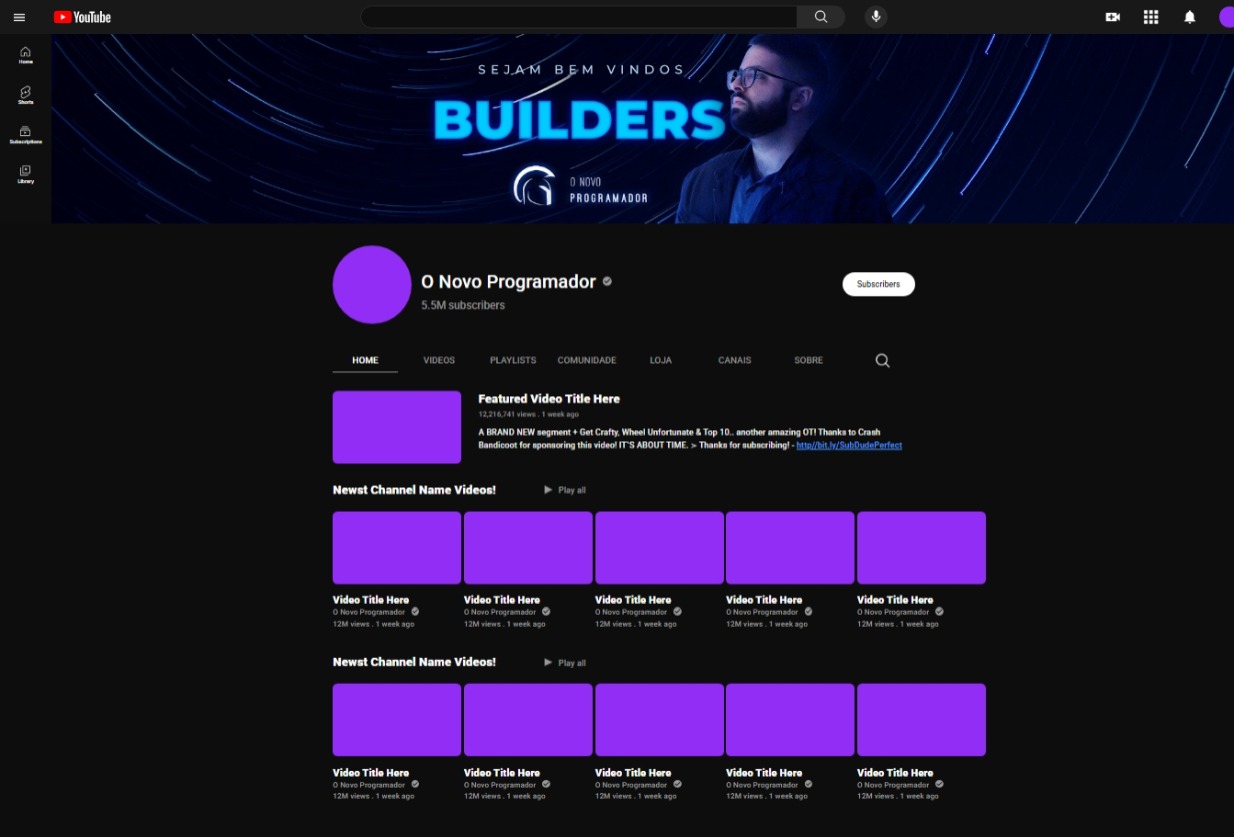 YouTube
Home
Shorts
Subscriptions
Library
SEJAM BEM VINDOS
BUILDERS
O NOVO
PROGRAMADOR
O Novo Programador
5.5M subscribers
Subscribers
HOME VIDEOS PLAYLISTS COMUNIDADE LOJA CANAIS SOBRE
Featured Video Title Here
12,216,741 views . 1 week ago
A BRAND NEW segment + Get Crafty, Wheel Unfortunate & Top 10.. another amazing OT! Thanks to Crash
Bandicoot for sponsoring this video! IT'S ABOUT TIME. > Thanks for subscribing! - http//bit.ly/SubDudePerfect
Newst Channel Name Videos! Play all
Video Title Here Video Title Here Video Title Here Video Title Here Video Title Here
O Novo Programador O Novo Programador O Novo Programador O Novo Programador O Novo Programador
12M views . 1 week ago 12M views . 1 week ago 12M views . 1 week ago 12M views . 1 week ago 12M views . 1 week ago
Newst Channel Name Videos! Play all
Video Title Here Video Title Here Video Title Here Video Title Here Video Title Here
O Novo Programador O Novo Programador O Novo Programador O Novo Programador O Novo Programador
12M views . 1 week ago 12M views . 1 week ago 12M views . 1 week ago 12M views . 1 week ago 12M views . 1 week ago